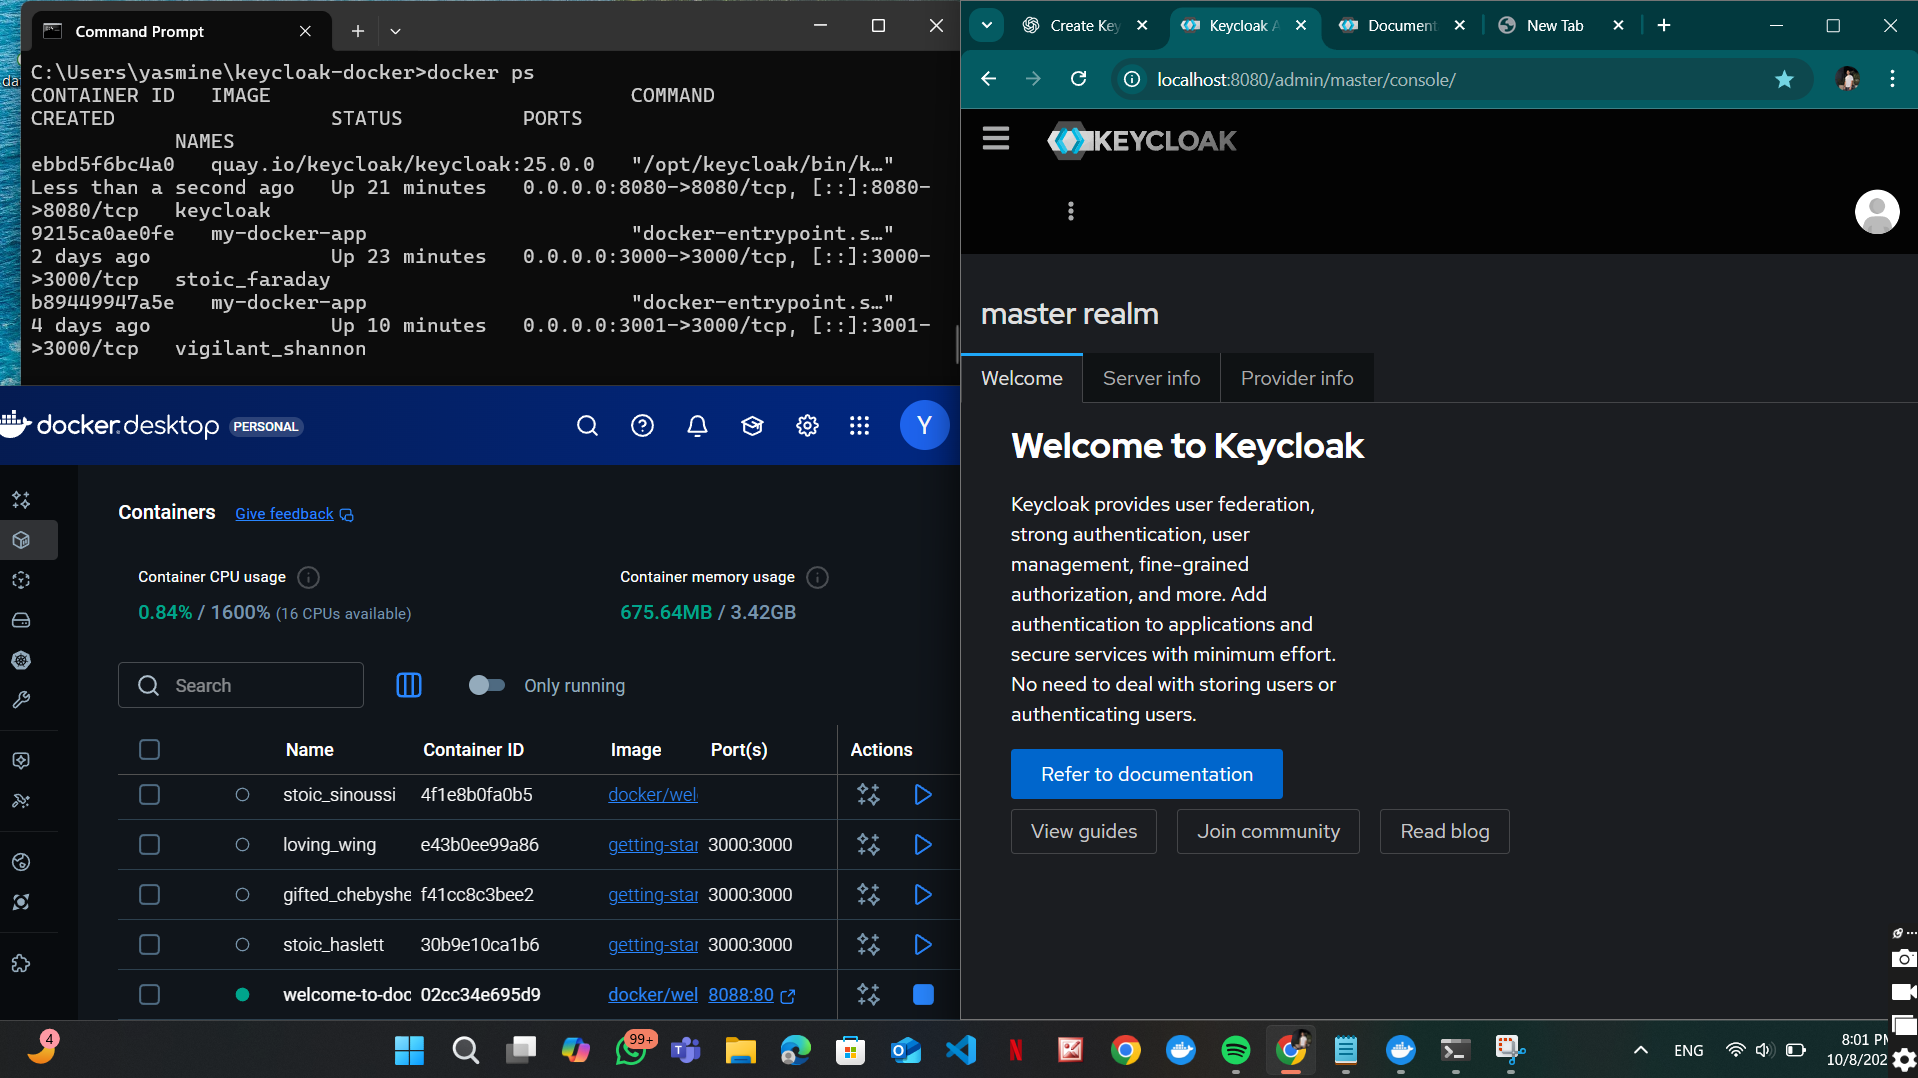 Command Prompt
C:\Users\yasmine\keycloak-docker>docker ps
CONTAINER ID   IMAGE                              COMMAND
CREATED                  STATUS          PORTS
            NAMES
ebbd5f6bc4a0   quay.io/keycloak/keycloak:25.0.0   "/opt/keycloak/bin/k…"
Less than a second ago   Up 21 minutes   0.0.0.0:8080->8080/tcp, [::]:8080-
>8080/tcp   keycloak
9215ca0ae0fe   my-docker-app                      "docker-entrypoint.s…"
2 days ago               Up 23 minutes   0.0.0.0:3000->3000/tcp, [::]:3000-
>3000/tcp   stoic_faraday
b89449947a5e   my-docker-app                      "docker-entrypoint.s…"
4 days ago               Up 10 minutes   0.0.0.0:3001->3000/tcp, [::]:3001-
>3000/tcp   vigilant_shannon
docker.desktop PERSONAL
Y
Containers Give feedback
Container CPU usage
0.84% / 1600% (16 CPUs available)
Container memory usage
675.64MB / 3.42GB
Search
Only running
Name Container ID Image Port(s) Actions
stoic_sinoussi 4f1e8b0fa0b5 docker/wel
loving_wing e43b0ee99a86 getting-star 3000:3000
gifted_chebyshe f41cc8c3bee2 getting-star 3000:3000
stoic_haslett 30b9e10ca1b6 getting-star 3000:3000
welcome-to-doc 02cc34e695d9 docker/wel 8088:80
Create Key
Keycloak A
Document
New Tab
localhost:8080/admin/master/console/
KEYCLOAK
master realm
Welcome
Server info
Provider info
Welcome to Keycloak
Keycloak provides user federation,
strong authentication, user
management, fine-grained
authorization, and more. Add
authentication to applications and
secure services with minimum effort.
No need to deal with storing users or
authenticating users.
Refer to documentation
View guides
Join community
Read blog
4
99+
ENG
8:01 P
10/8/202